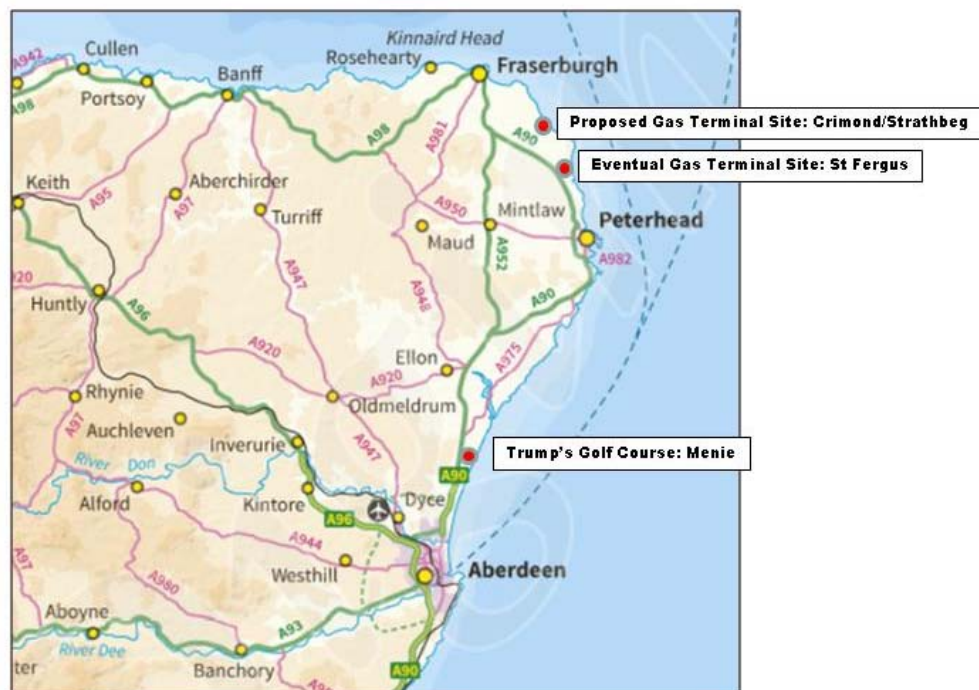 Kinnaird Head
Cullen
A942
Rosehearty
Fraserburgh
Banff
Portsoy
A98
A98
A981
A90
Proposed Gas Terminal Site: Crimond/Strathbeg
Eventual Gas Terminal Site: St Fergus
Keith
A95
Aberchirder
A97
Turriff
A950
Mintlaw
Maud
Peterhead
A952
A982
A947
A948
A90
920
Huntly
A96
A920
Ellon
A920
A975
Rhynie
Oldmeldrum
Auchleven
A97
Inverurie
A947
Trump's Golf Course: Menie
River Don
A90
Alford
Kintore
Dyce
A96
A944
Westhill
Aberdeen
A97
A980
Aboyne
A93
River Dee
ter
Banchory
A90